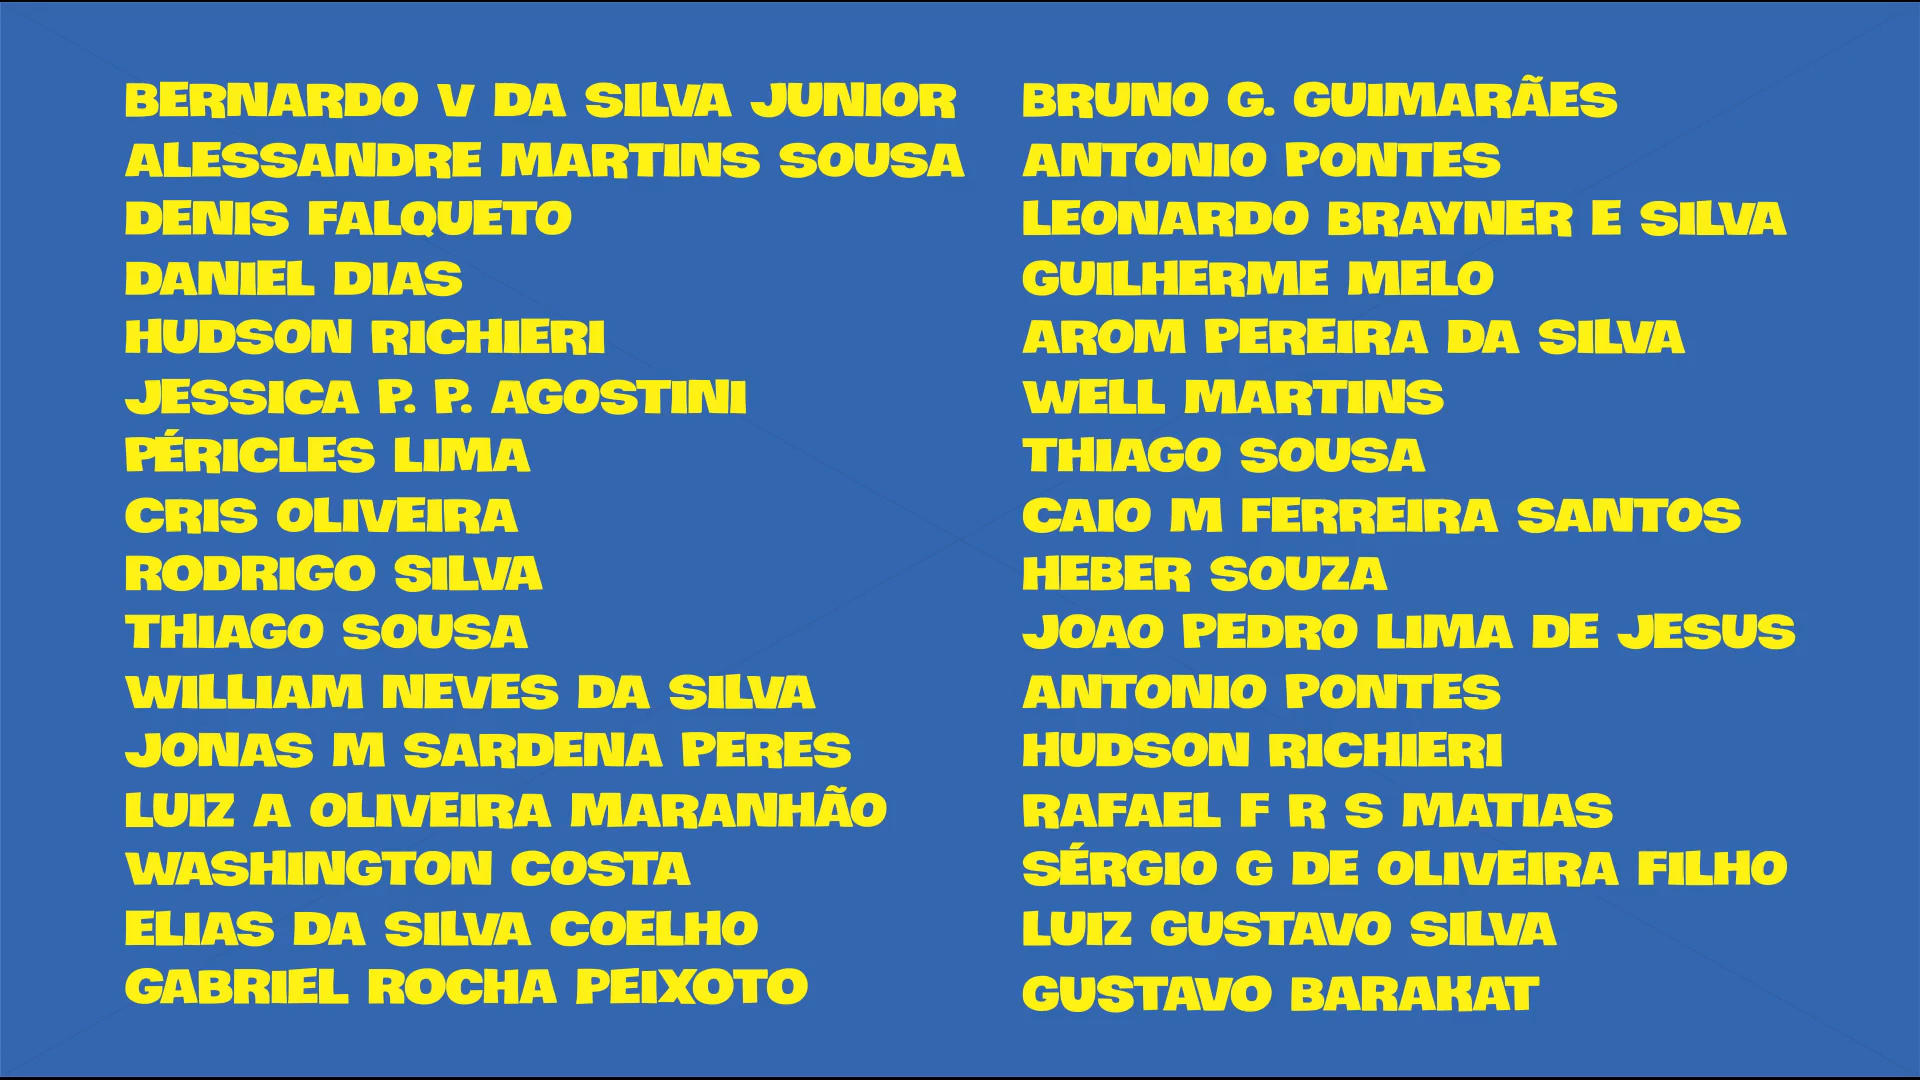 BERNARDO V DA SILVA JUNIOR
ALESSANDRE MARTINS SOUSA
DENIS FALQUETO
DANIEL DIAS
HUDSON RICHIERI
JESSICA P. P. AGOSTINI
PÉRICLES LIMA
CRIS OLIVEIRA
RODRIGO SILVA
THIAGO SOUSA
WILLIAM NEVES DA SILVA
JONAS M SARDENA PERES
LUIZ A OLIVEIRA MARANHÃO
WASHINGTON COSTA
ELIAS DA SILVA COELHO
GABRIEL ROCHA PEIXOTO
BRUNO G. GUIMARÃES
ANTONIO PONTES
LEONARDO BRAYNER E SILVA
GUILHERME MELO
AROM PEREIRA DA SILVA
WELL MARTINS
THIAGO SOUSA
CAIO M FERREIRA SANTOS
HEBER SOUZA
JOAO PEDRO LIMA DE JESUS
ANTONIO PONTES
HUDSON RICHIERI
RAFAEL F R S MATIAS
SÉRGIO G DE OLIVEIRA FILHO
LUIZ GUSTAVO SILVA
GUSTAVO BARAKAT